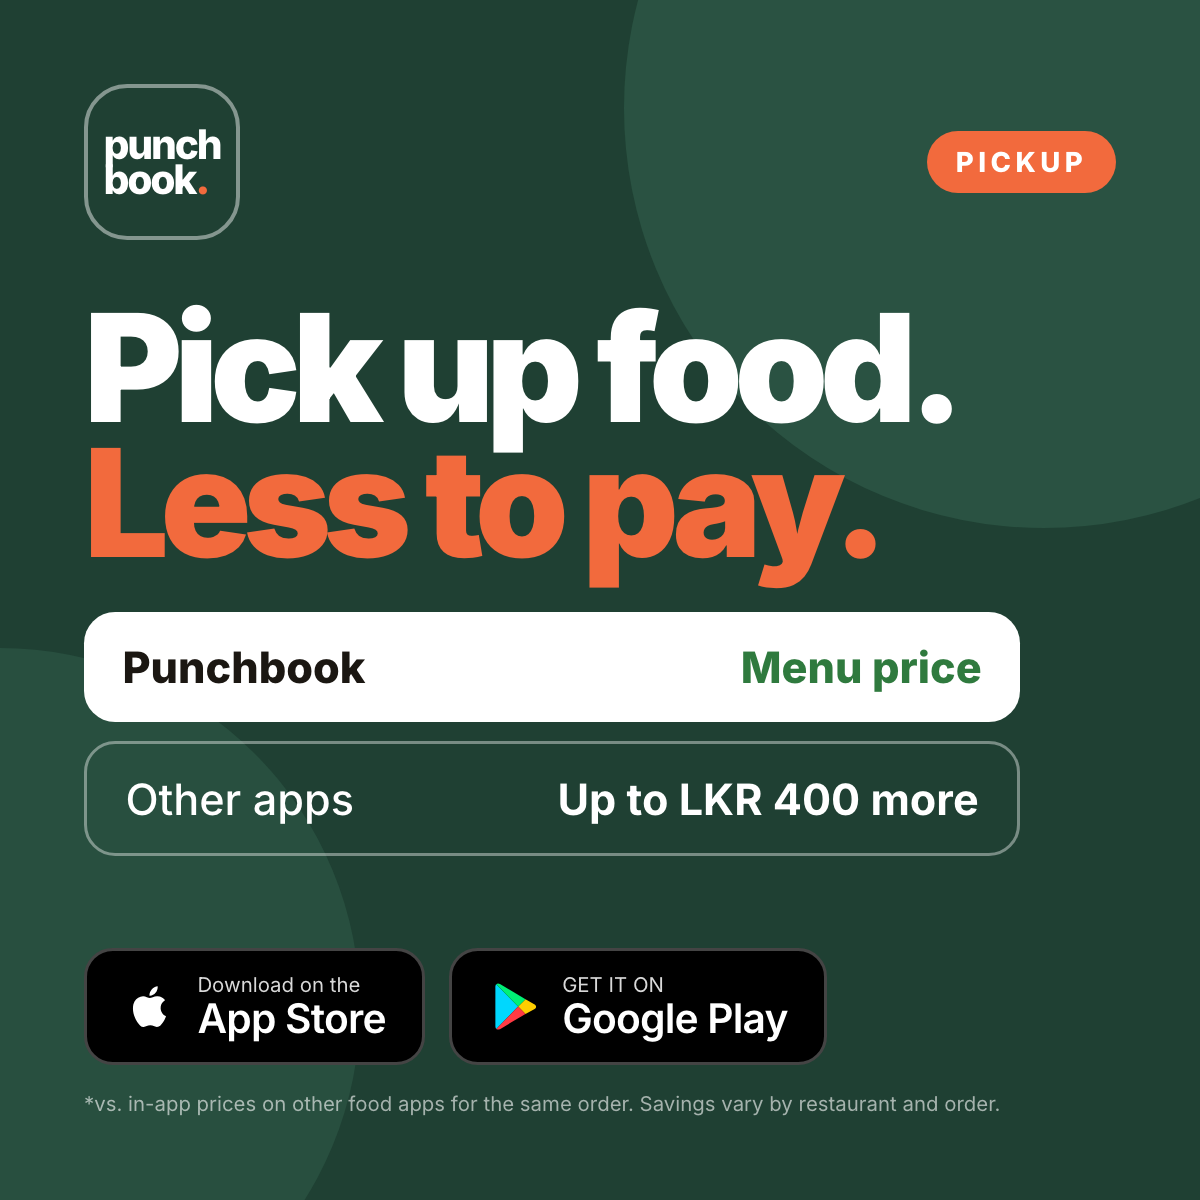 punch
book.
PICKUP
Pick up food.
Less to pay.
Punchbook Menu price
Other apps Up to LKR 400 more
Download on the
App Store
GET IT ON
Google Play
*vs. in-app prices on other food apps for the same order. Savings vary by restaurant and order.